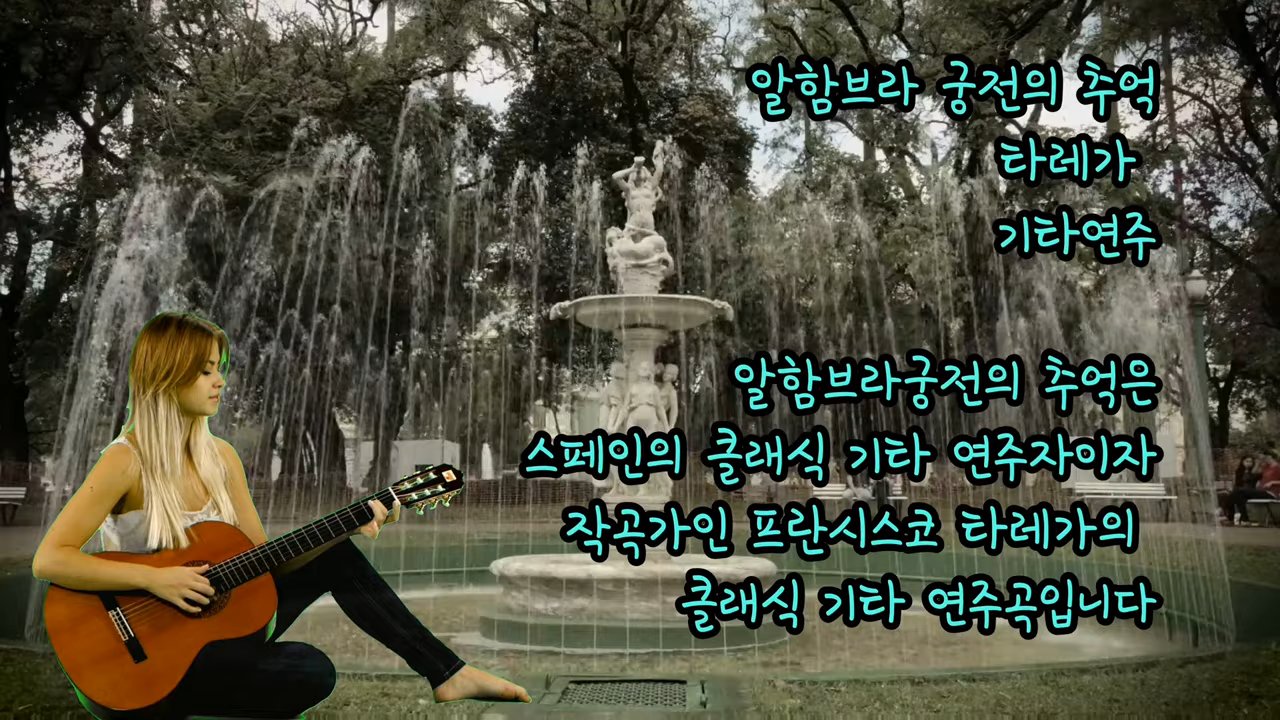 알함브라 궁전의 추억
타레가
기타연주
알함브라궁전의 추억은
스페인의 클래식 기타 연주자이자
작곡가인 프란시스코 타레가의
클래식 기타 연주곡입니다